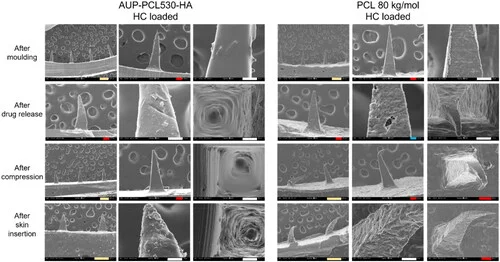 AUP-PCL530-HA
HC loaded
PCL 80 kg/mol
HC loaded
After
moulding
After
drug release
After
compression
After
skin
insertion